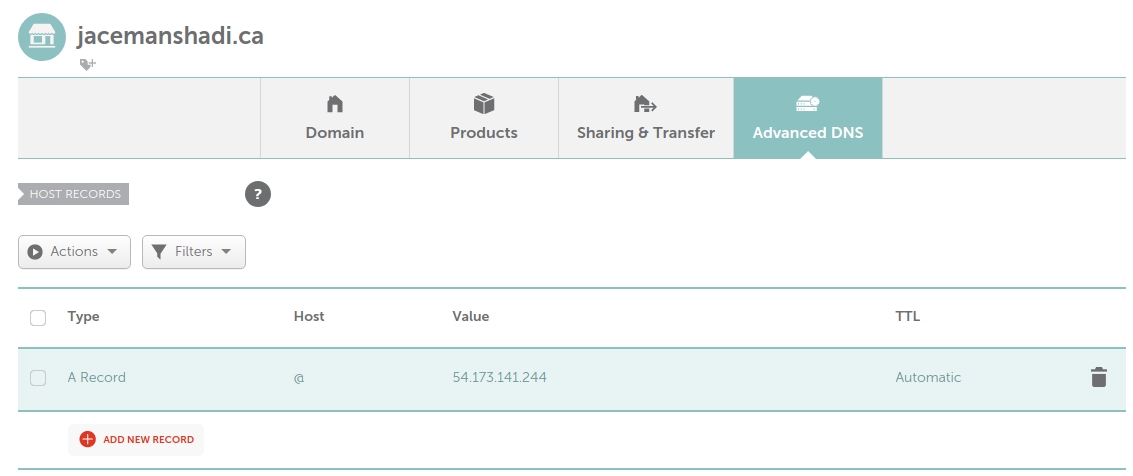 jacemanshadi.ca
Domain Products Sharing & Transfer Advanced DNS
HOST RECORDS ?
Actions Filters
Type Host Value TTL
A Record @ 54.173.141.244 Automatic
ADD NEW RECORD